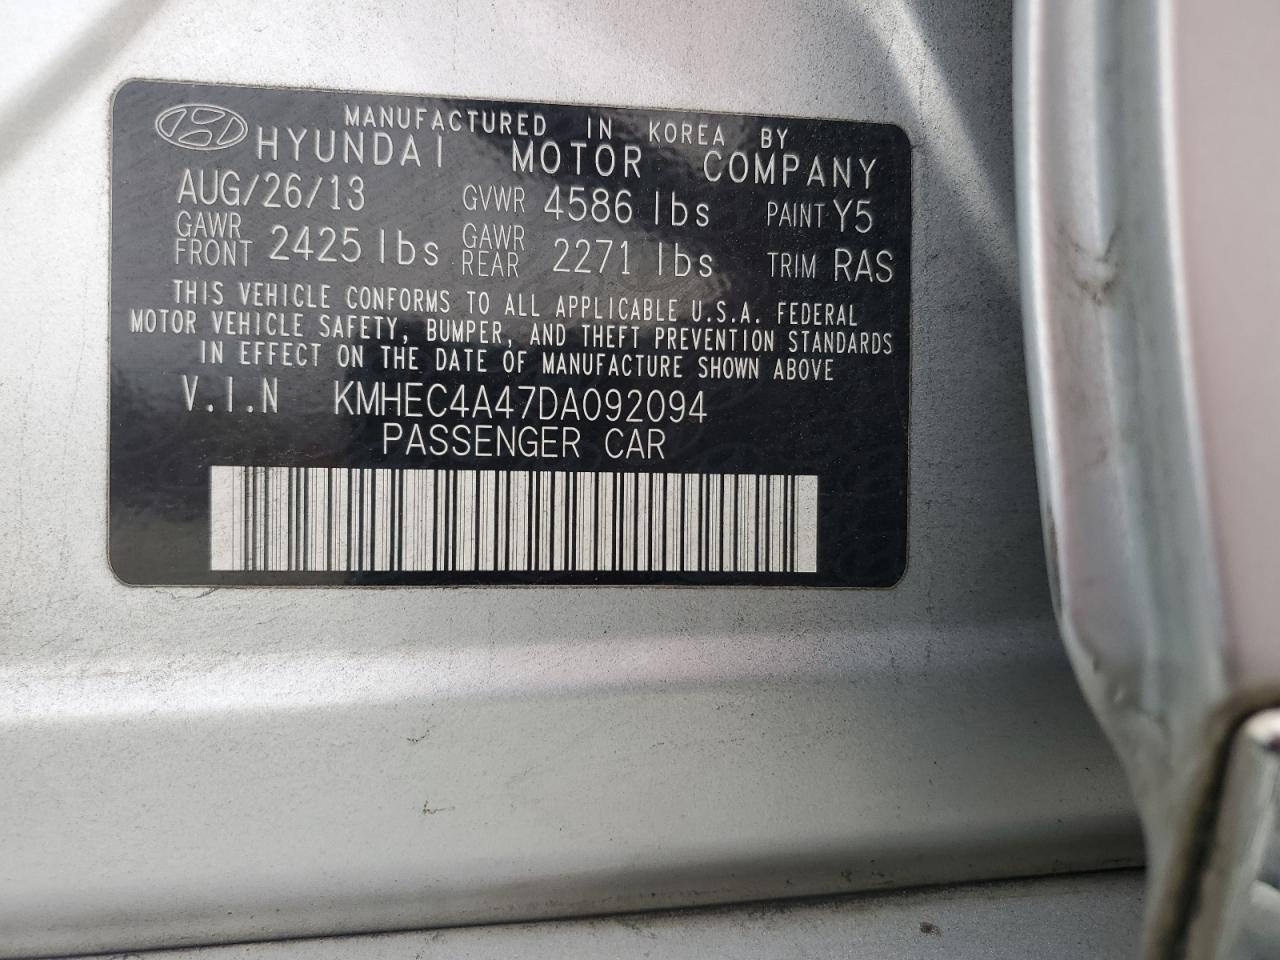 MANUFACTURED IN KOREA BY
HYUNDAI MOTOR COMPANY
AUG/26/13 GVWR 4586 lbs PAINT Y5
GAWR FRONT 2425 lbs GAWR REAR 2271 lbs TRIM RAS
THIS VEHICLE CONFORMS TO ALL APPLICABLE U.S.A. FEDERAL
MOTOR VEHICLE SAFETY, BUMPER, AND THEFT PREVENTION STANDARDS
IN EFFECT ON THE DATE OF MANUFACTURE SHOWN ABOVE
V.I.N KMHEC4A47DA092094
PASSENGER CAR